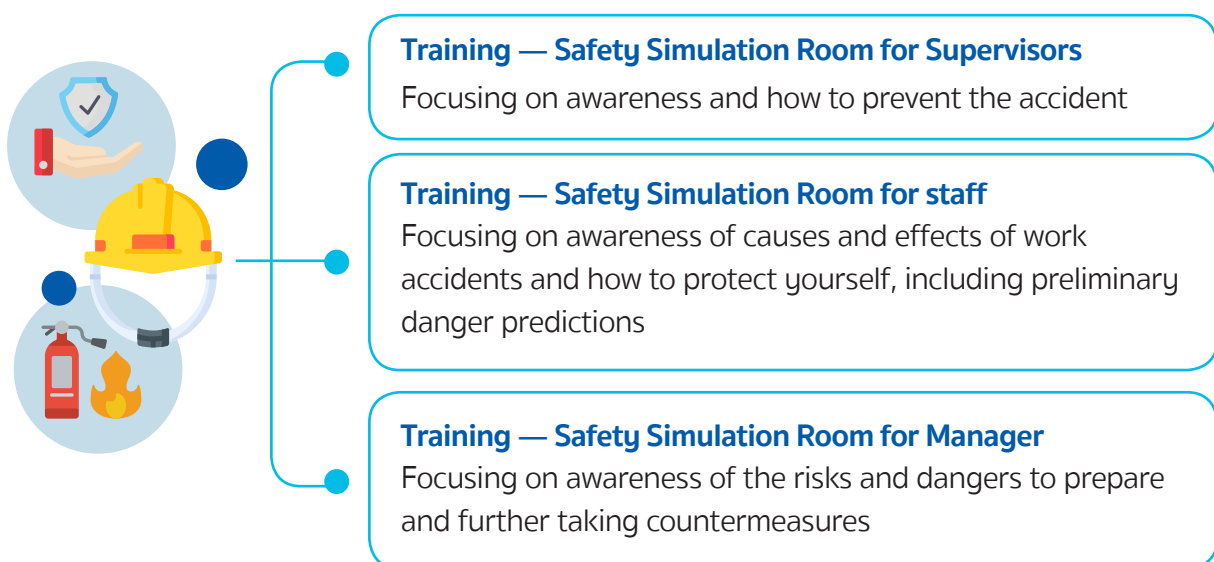 Training — Safety Simulation Room for Supervisors
Focusing on awareness and how to prevent the accident
Training — Safety Simulation Room for staff
Focusing on awareness of causes and effects of work
accidents and how to protect yourself, including preliminary
danger predictions
Training — Safety Simulation Room for Manager
Focusing on awareness of the risks and dangers to prepare
and further taking countermeasures